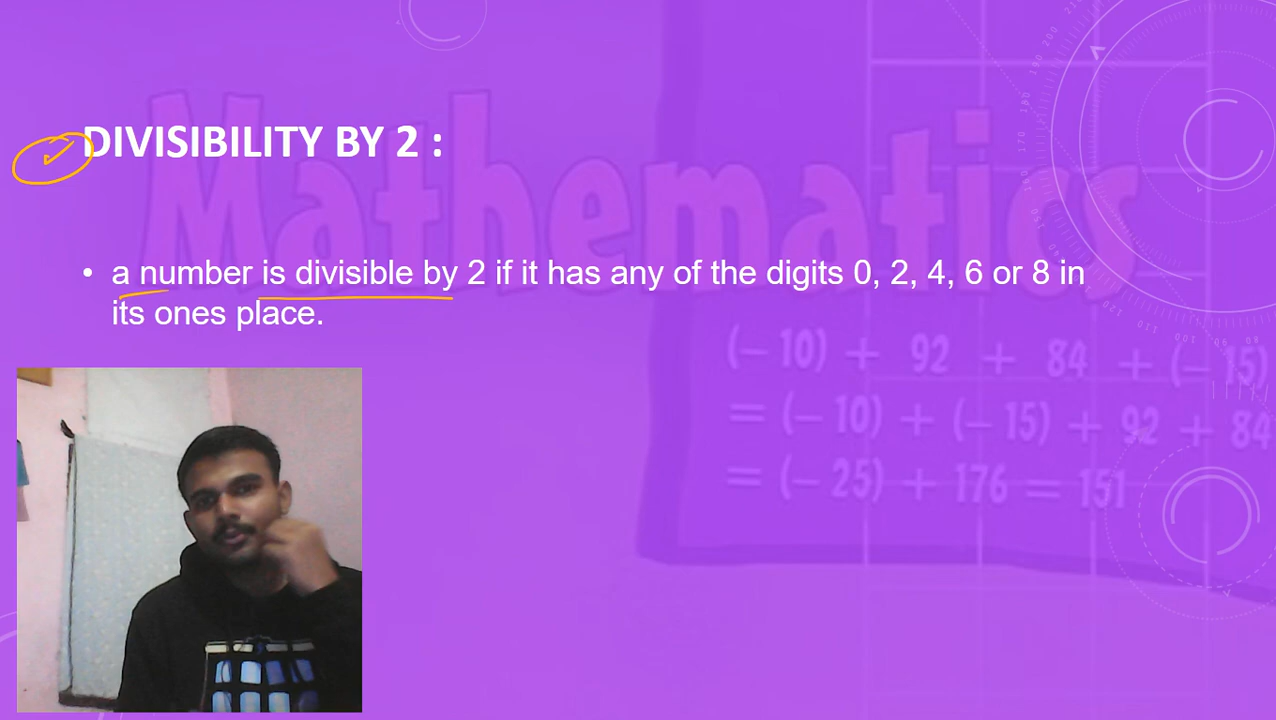 DIVISIBILITY BY 2 :
Mathematics
• a number is divisible by 2 if it has any of the digits 0, 2, 4, 6 or 8 in
its ones place.
(– 10) + 92 + 84 + (– 15)
= (– 10) + (– 15) + 92 + 84
= (– 25) + 176 = 151